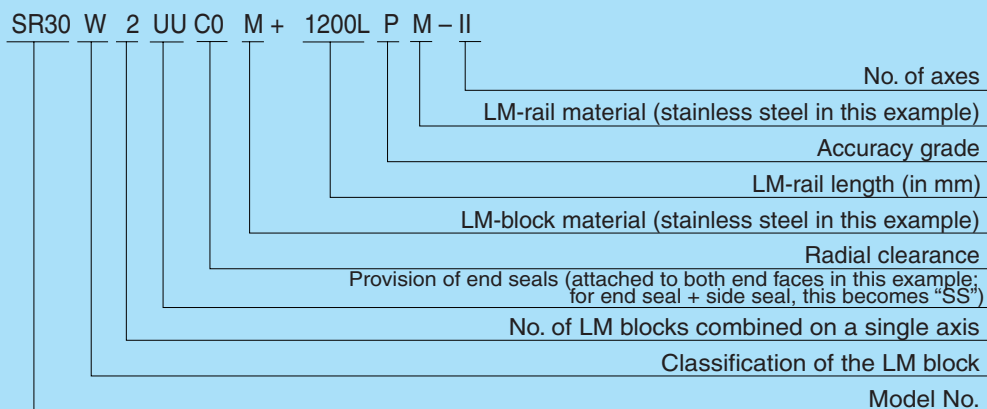 SR30 W 2 UU C0 M + 1200L P M – II
No. of axes
LM-rail material (stainless steel in this example)
Accuracy grade
LM-rail length (in mm)
LM-block material (stainless steel in this example)
Radial clearance
Provision of end seals (attached to both end faces in this example;
for end seal + side seal, this becomes “SS”)
No. of LM blocks combined on a single axis
Classification of the LM block
Model No.